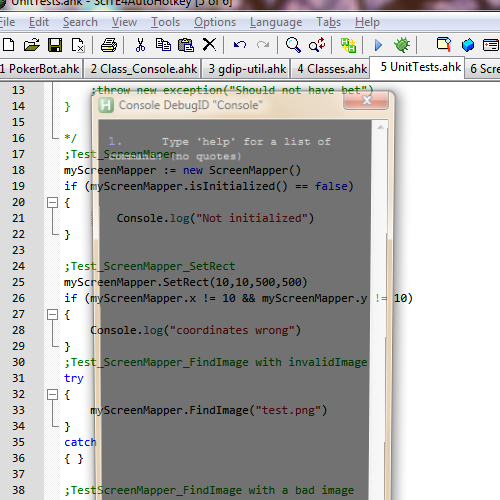 UnitTests.ahk - SciTE4AutoHotkey [5 of 6]
File Edit Search View Tools Options Language Tabs Help
1 PokerBot.ahk 2 Class_Console.ahk 3 gdip-util.ahk 4 Classes.ahk 5 UnitTests.ahk 6 Scre
Console DebugID "Console"
1. Type 'help' for a list of
commands (no quotes)
13 ;throw new exception("Should not have bet")
14 }
15
16 */
17 ;Test_ScreenMaper
18 myScreenMapper := new ScreenMapper()
19 if (myScreenMapper.isInitialized() == false)
20 {
21 Console.log("Not initialized")
22 }
23
24 ;Test_ScreenMapper_SetRect
25 myScreenMapper.SetRect(10,10,500,500)
26 if (myScreenMapper.x != 10 && myScreenMapper.y != 10)
27 {
28 Console.log("coordinates wrong")
29 }
30 ;Test_ScreenMapper_FindImage with invalidImage
31 try
32 {
33 myScreenMapper.FindImage("test.png")
34 }
35 catch
36 { }
37
38 ;TestScreenMapper_FindImage with a bad image